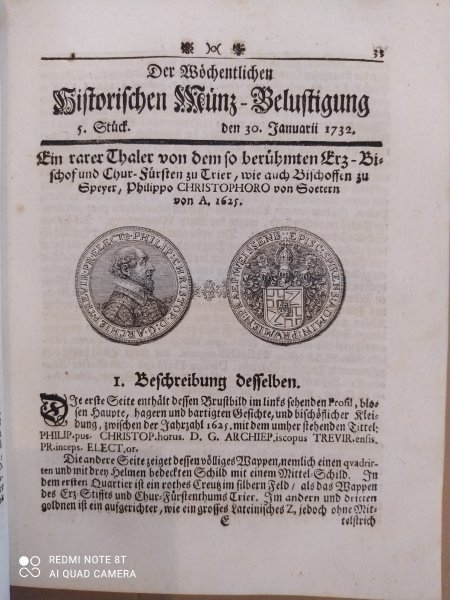 35
Der Wöchentlichen
Historischen Münz-Belustigung
5. Stück. den 30. Januarii 1732.
Ein rarer Thaler von dem so berühmten Ertz-Bi-
schof und Chur-Fürsten zu Trier, wie auch Bischoffen zu
Speyer, Philippo CHRISTOPHORO von Soetern
von A. 1625.
1. Beschreibung desselben.
DIe erste Seite enthält dessen Brustbild im lincks sehenden Profil, blos-
sen Haupte, hagern und bartigten Gesichte, und bischöflicher Klei-
dung, zwischen der Jahrzahl 1625. mit dem umher stehenden Tittel:
PHILIP.pus. CHRISTOP.horus. D. G. ARCHIEP.iscopus TREVIR.ensis.
PR.inceps. ELECT.or.
Die andere Seite zeiget dessen völliges Wappen, nemlich einen qvadrir-
ten und mit drey Helmen bedeckten Schild mit einem Mittel-Schild. In
dem ersten Quartier ist ein rothes Creutz im silbern Feld / als das Wappen
des Ertz-Stiffts und Chur-Fürstenthums Trier. Im andern und dritten
goldnen ist ein aufgerichter, wie ein grosses Lateinisches Z, jedoch ohne Mit-
E telstrich
REDMI NOTE 8T
AI QUAD CAMERA